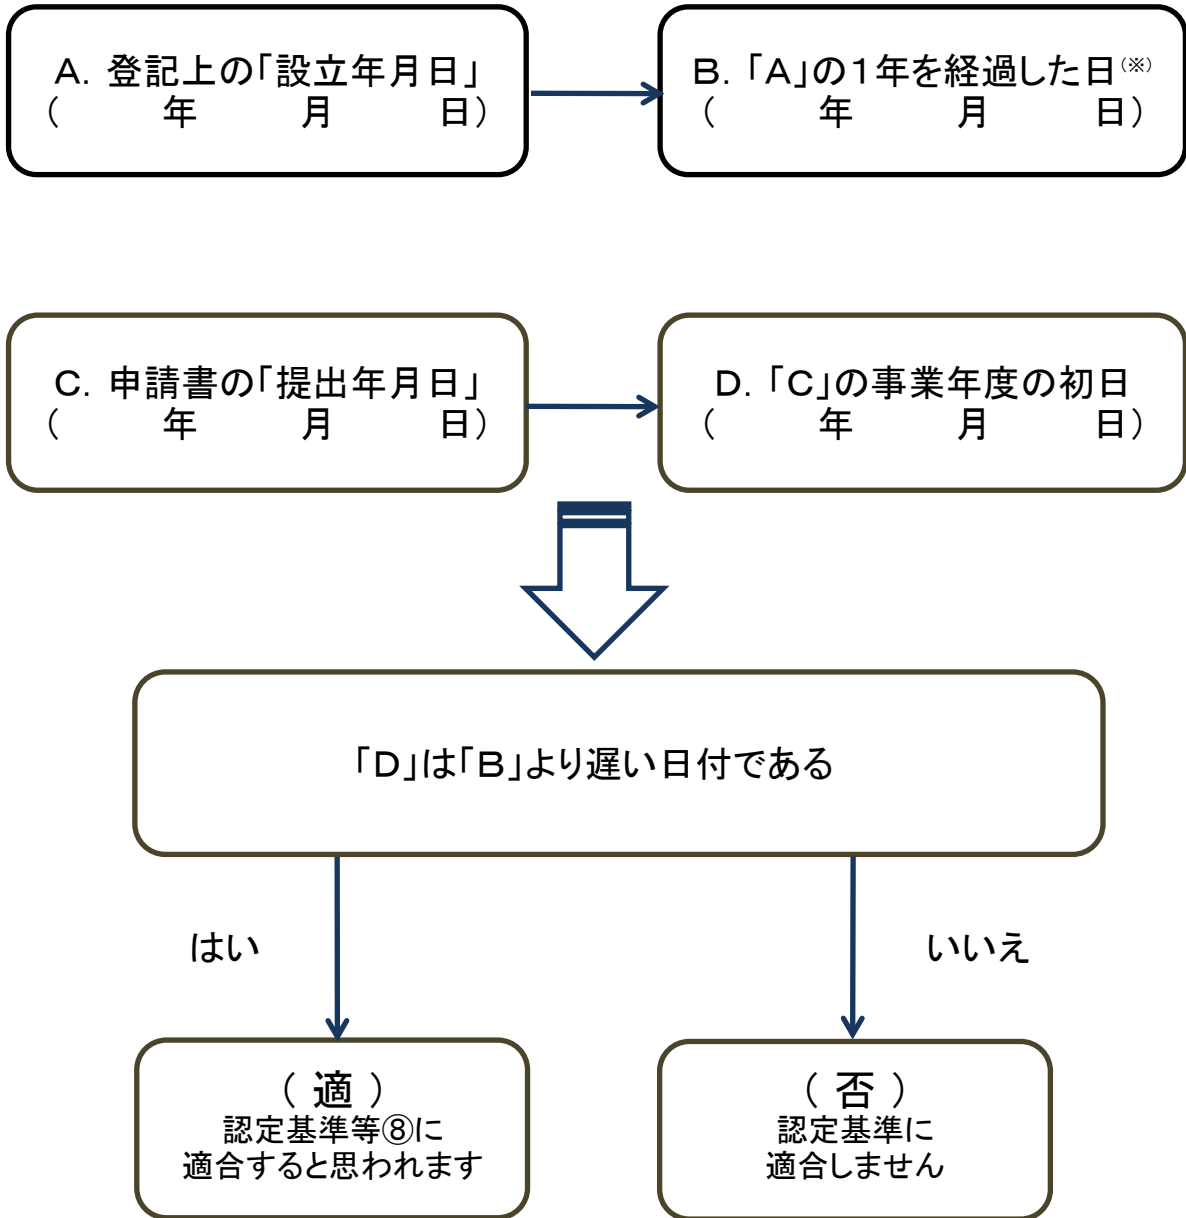 A. 登記上の「設立年月日」
(　　年　　月　　日)
B. 「A」の1年を経過した日(※)
(　　年　　月　　日)
C. 申請書の「提出年月日」
(　　年　　月　　日)
D. 「C」の事業年度の初日
(　　年　　月　　日)
「D」は「B」より遅い日付である
はい
いいえ
( 適 )
認定基準等⑧に
適合すると思われます
( 否 )
認定基準に
適合しません